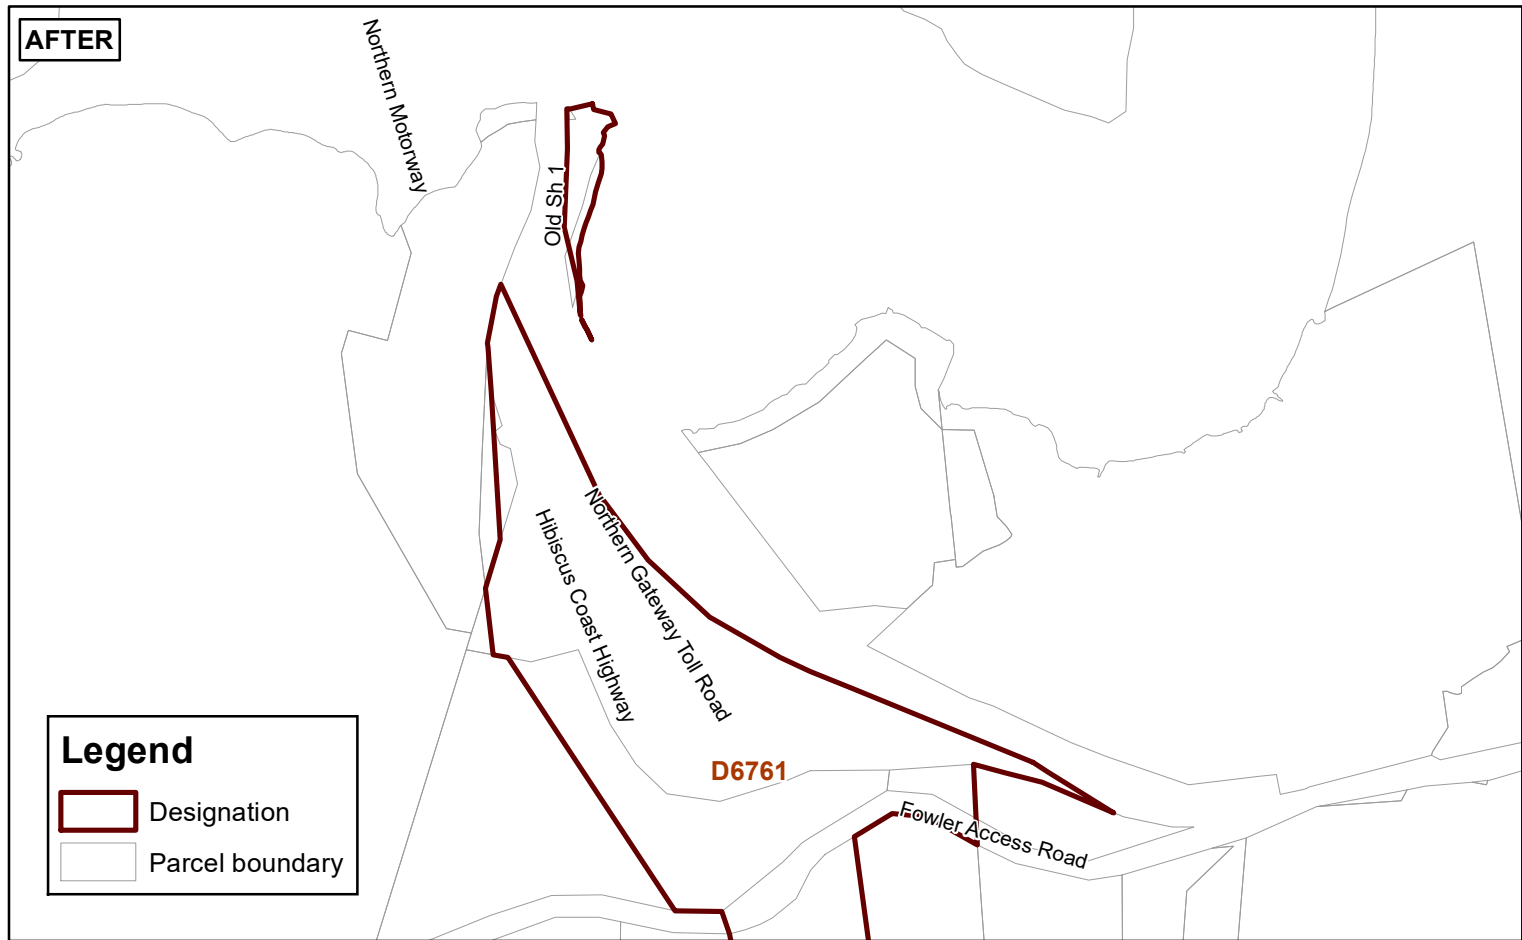 AFTER
Northern Motorway
Old Sh 1
Northern Gateway Toll Road
Hibiscus Coast Highway
D6761
Fowler Access Road
Legend
Designation
Parcel boundary